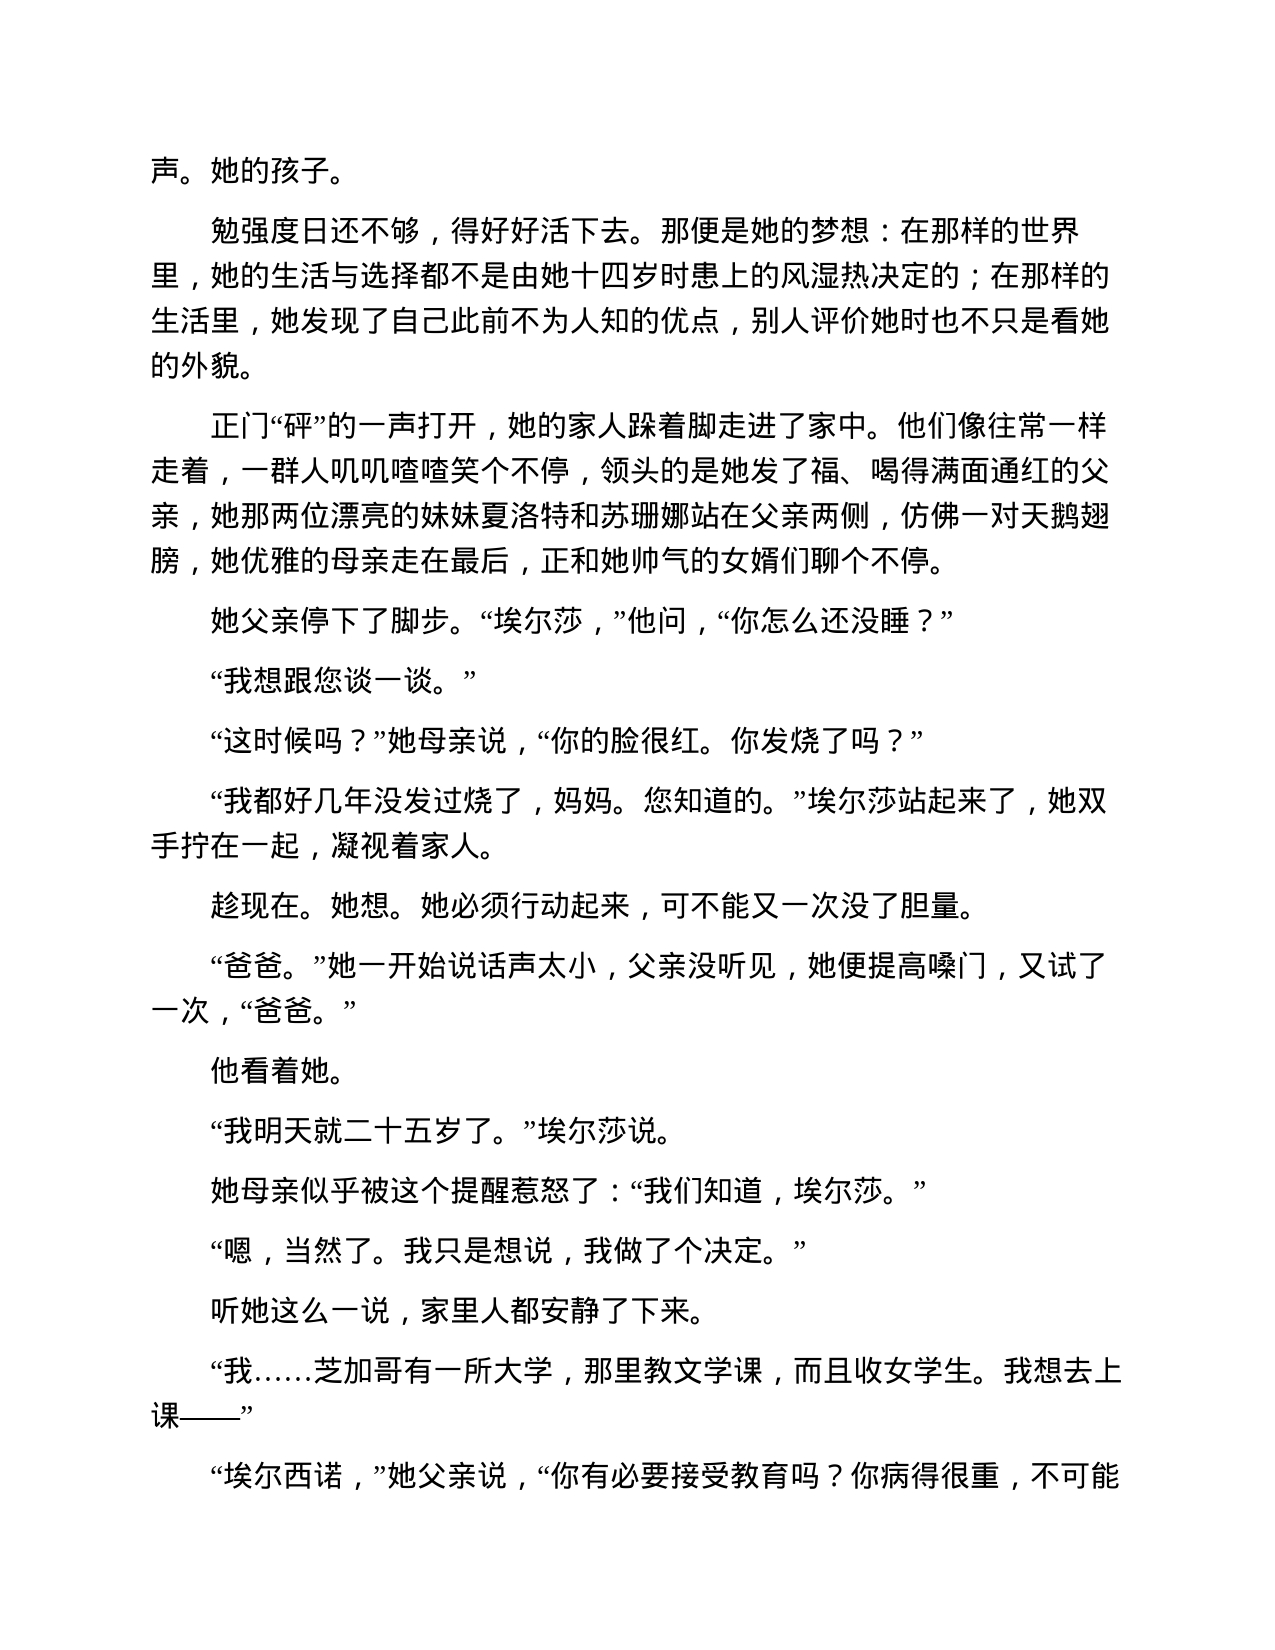 声。她的孩子。
勉强度日还不够，得好好活下去。那便是她的梦想：在那样的世界
里，她的生活与选择都不是由她十四岁时患上的风湿热决定的；在那样的
生活里，她发现了自己此前不为人知的优点，别人评价她时也不只是看她
的外貌。
正门“砰”的一声打开，她的家人跺着脚走进了家中。他们像往常一样
走着，一群人叽叽喳喳笑个不停，领头的是她发了福、喝得满面通红的父
亲，她那两位漂亮的妹妹夏洛特和苏珊娜站在父亲两侧，仿佛一对天鹅翅
膀，她优雅的母亲走在最后，正和她帅气的女婿们聊个不停。
她父亲停下了脚步。“埃尔莎，”他问，“你怎么还没睡？”
“我想跟您谈一谈。”
“这时候吗？”她母亲说，“你的脸很红。你发烧了吗？”
“我都好几年没发过烧了，妈妈。您知道的。”埃尔莎站起来了，她双
手拧在一起，凝视着家人。
趁现在。她想。她必须行动起来，可不能又一次没了胆量。
“爸爸。”她一开始说话声太小，父亲没听见，她便提高嗓门，又试了
一次，“爸爸。”
他看着她。
“我明天就二十五岁了。”埃尔莎说。
她母亲似乎被这个提醒惹怒了：“我们知道，埃尔莎。”
“嗯，当然了。我只是想说，我做了个决定。”
听她这么一说，家里人都安静了下来。
“我……芝加哥有一所大学，那里教文学课，而且收女学生。我想去上
课——”
“埃尔西诺，”她父亲说，“你有必要接受教育吗？你病得很重，不可能